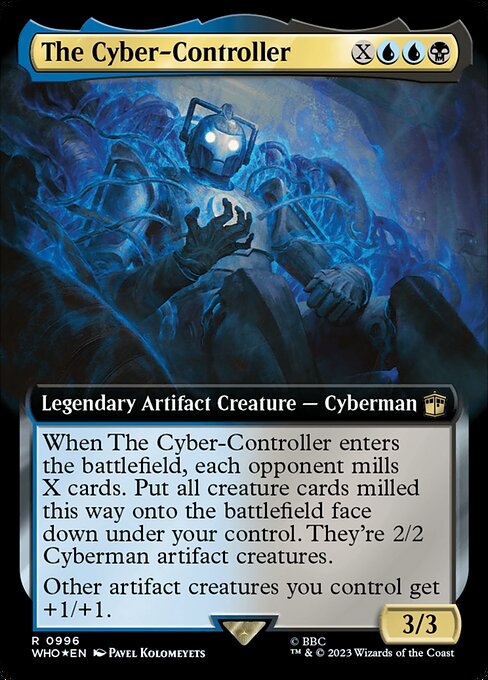 The Cyber-Controller X
Legendary Artifact Creature — Cyberman
When The Cyber-Controller enters
the battlefield, each opponent mills
X cards. Put all creature cards milled
this way onto the battlefield face
down under your control. They're 2/2
Cyberman artifact creatures.
Other artifact creatures you control get
+1/+1.
3/3
R 0996
WHO★EN PAVEL KOLOMEYETS
© BBC
™ & © 2023 Wizards of the Coast